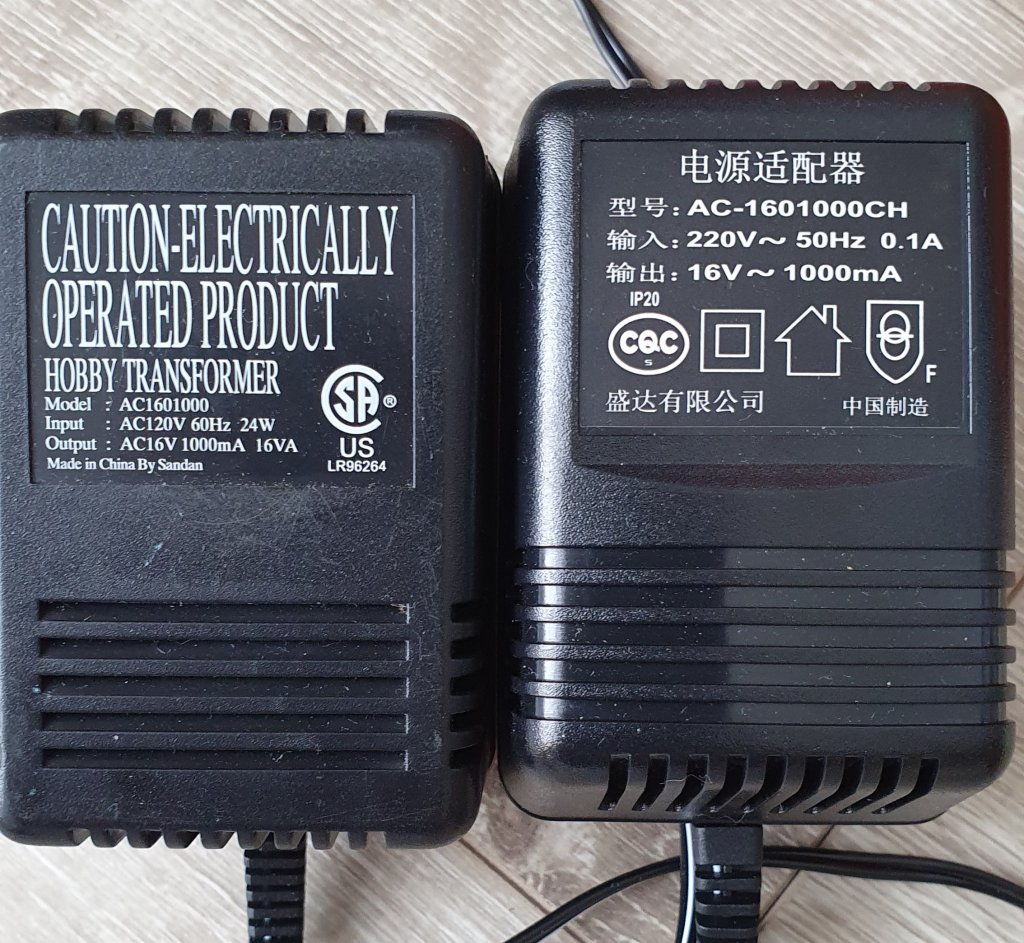 CAUTION-ELECTRICALLY
OPERATED PRODUCT
HOBBY TRANSFORMER
Model : AC1601000
Input : AC120V 60Hz 24W
Output : AC16V 1000mA 16VA
Made in China By Sandan
SA ®
US
LR96264
电源适配器
型号: AC-1601000CH
输入: 220V～ 50Hz 0.1A
输出: 16V～ 1000mA
IP20
CQC
S
F
盛达有限公司
中国制造